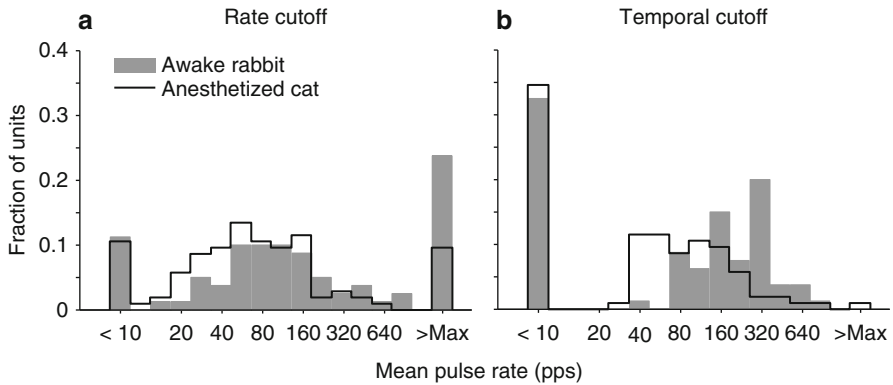 a Rate cutoff
b Temporal cutoff
0.4
0.3
0.2
0.1
0
Fraction of units
Awake rabbit
Anesthetized cat
< 10 20 40 80 160 320 640 >Max
< 10 20 40 80 160 320 640 >Max
Mean pulse rate (pps)